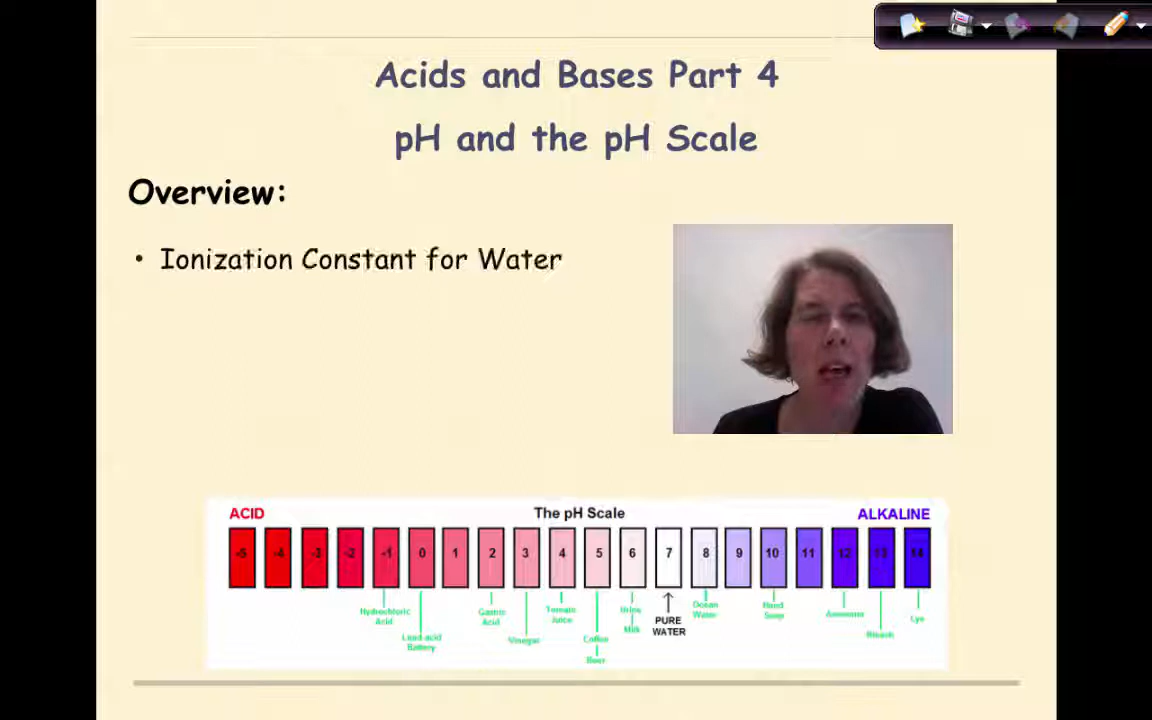 Acids and Bases Part 4
pH and the pH Scale
Overview:
• Ionization Constant for Water
ACID The pH Scale ALKALINE
-5 -4 -3 -2 -1 0 1 2 3 4 5 6 7 8 9 10 11 12 13 14
Hydrochloric
Acid
Lead-acid
Battery
Gastric
Acid
Vinegar
Tomato
Juice
Coffee
Beer
Urine
Milk
PURE
WATER
Ocean
Water
Hand
Soap
Ammonia
Bleach
Lye